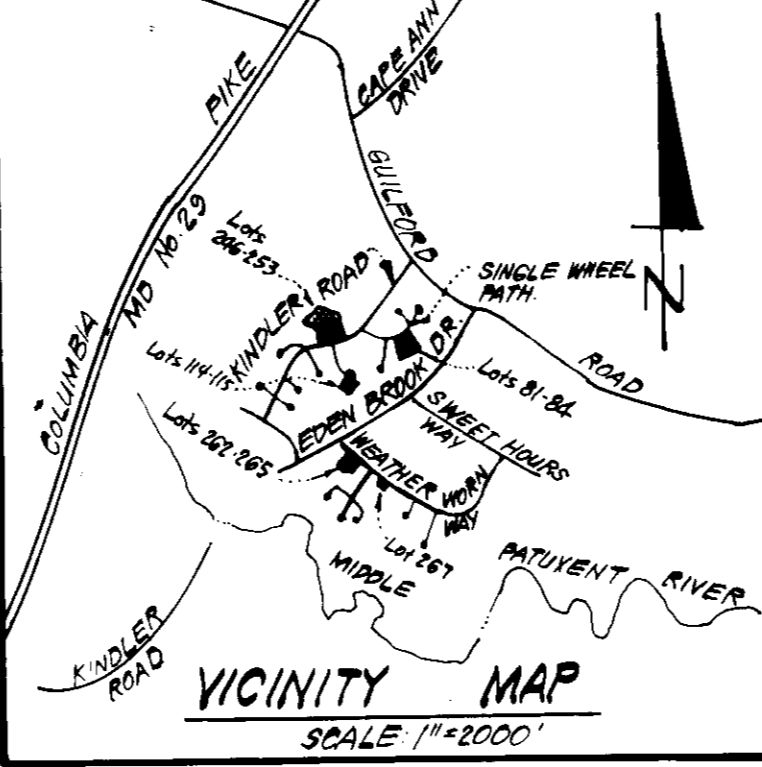 PIKE
CAPE ANN
DRIVE
GUILFORD
MD No. 29
COLUMBIA
Lots
246-253
KINDLER ROAD
SINGLE WHEEL
PATH.
N
Lots 114-115
EDEN BROOK DR.
Lots 81-84
ROAD
Lots 262-265
SWEET HOURS
WAY
WEATHER WORN
WAY
Lot 267
MIDDLE
PATUXENT RIVER
KINDLER
ROAD
VICINITY MAP
SCALE: 1"=2000'